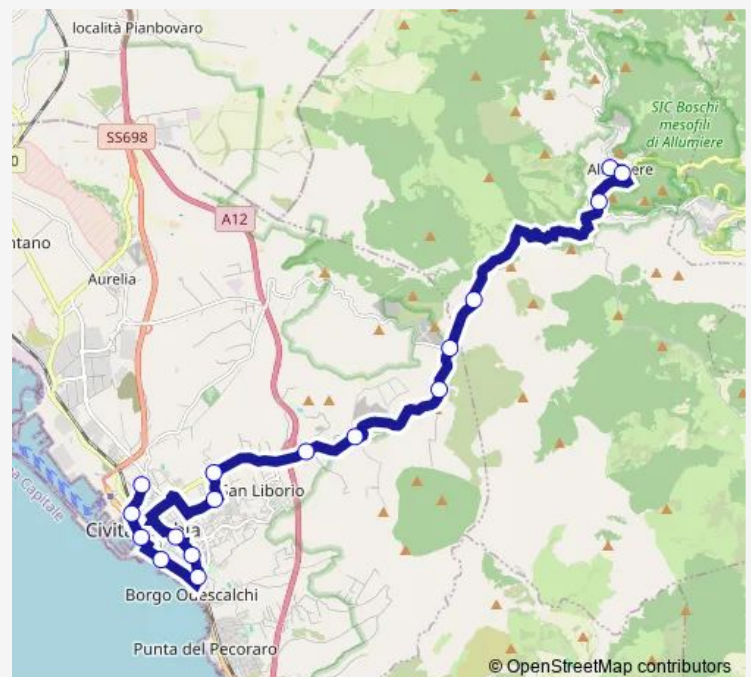 località Pianbovaro
SS698
SIC Boschi
mesofili
di Allumiere
A12
ntano
Aurelia
San Liborio
Borgo Odescalchi
Punta del Pecoraro
© OpenStreetMap contributors